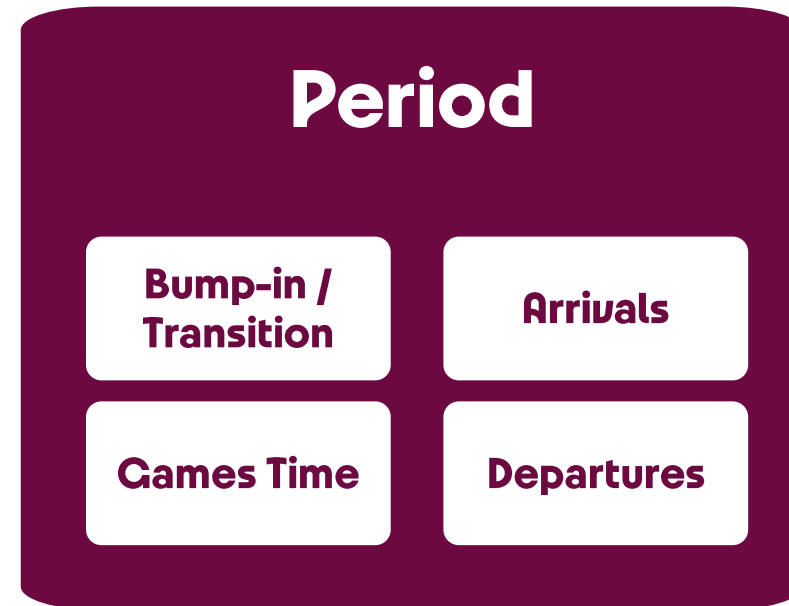 Period
Bump-in /
Transition
Arrivals
Games Time
Departures